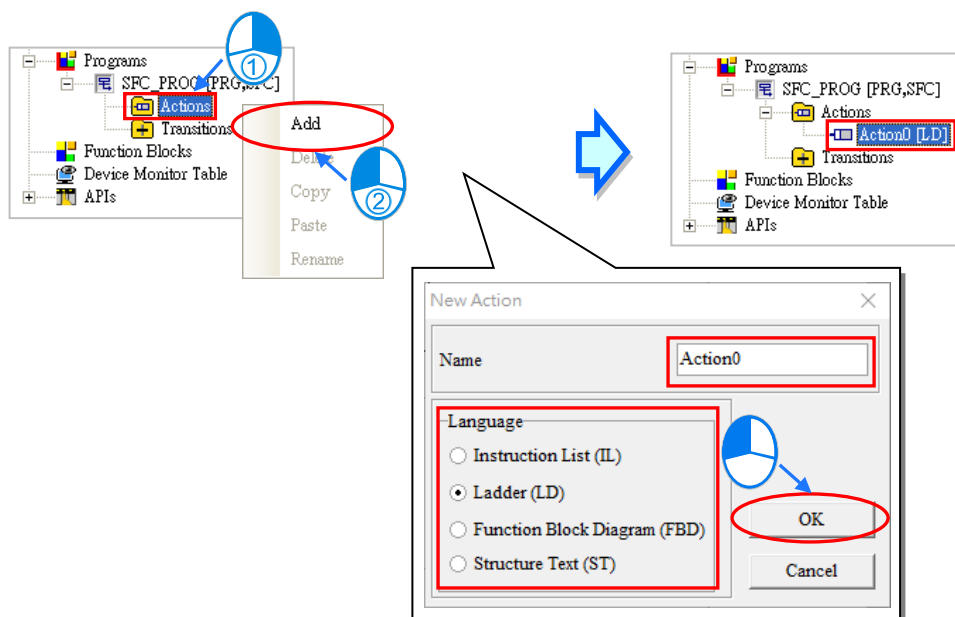 Programs
SFC_PROG [PRG,SFC]
Actions
Transitions
Function Blocks
Device Monitor Table
APIs
①
Add
Delete
②
Copy
Paste
Rename
Programs
SFC_PROG [PRG,SFC]
Actions
Action0 [LD]
Transitions
Function Blocks
Device Monitor Table
APIs
New Action
Name
Action0
Language
Instruction List (IL)
Ladder (LD)
Function Block Diagram (FBD)
Structure Text (ST)
OK
Cancel